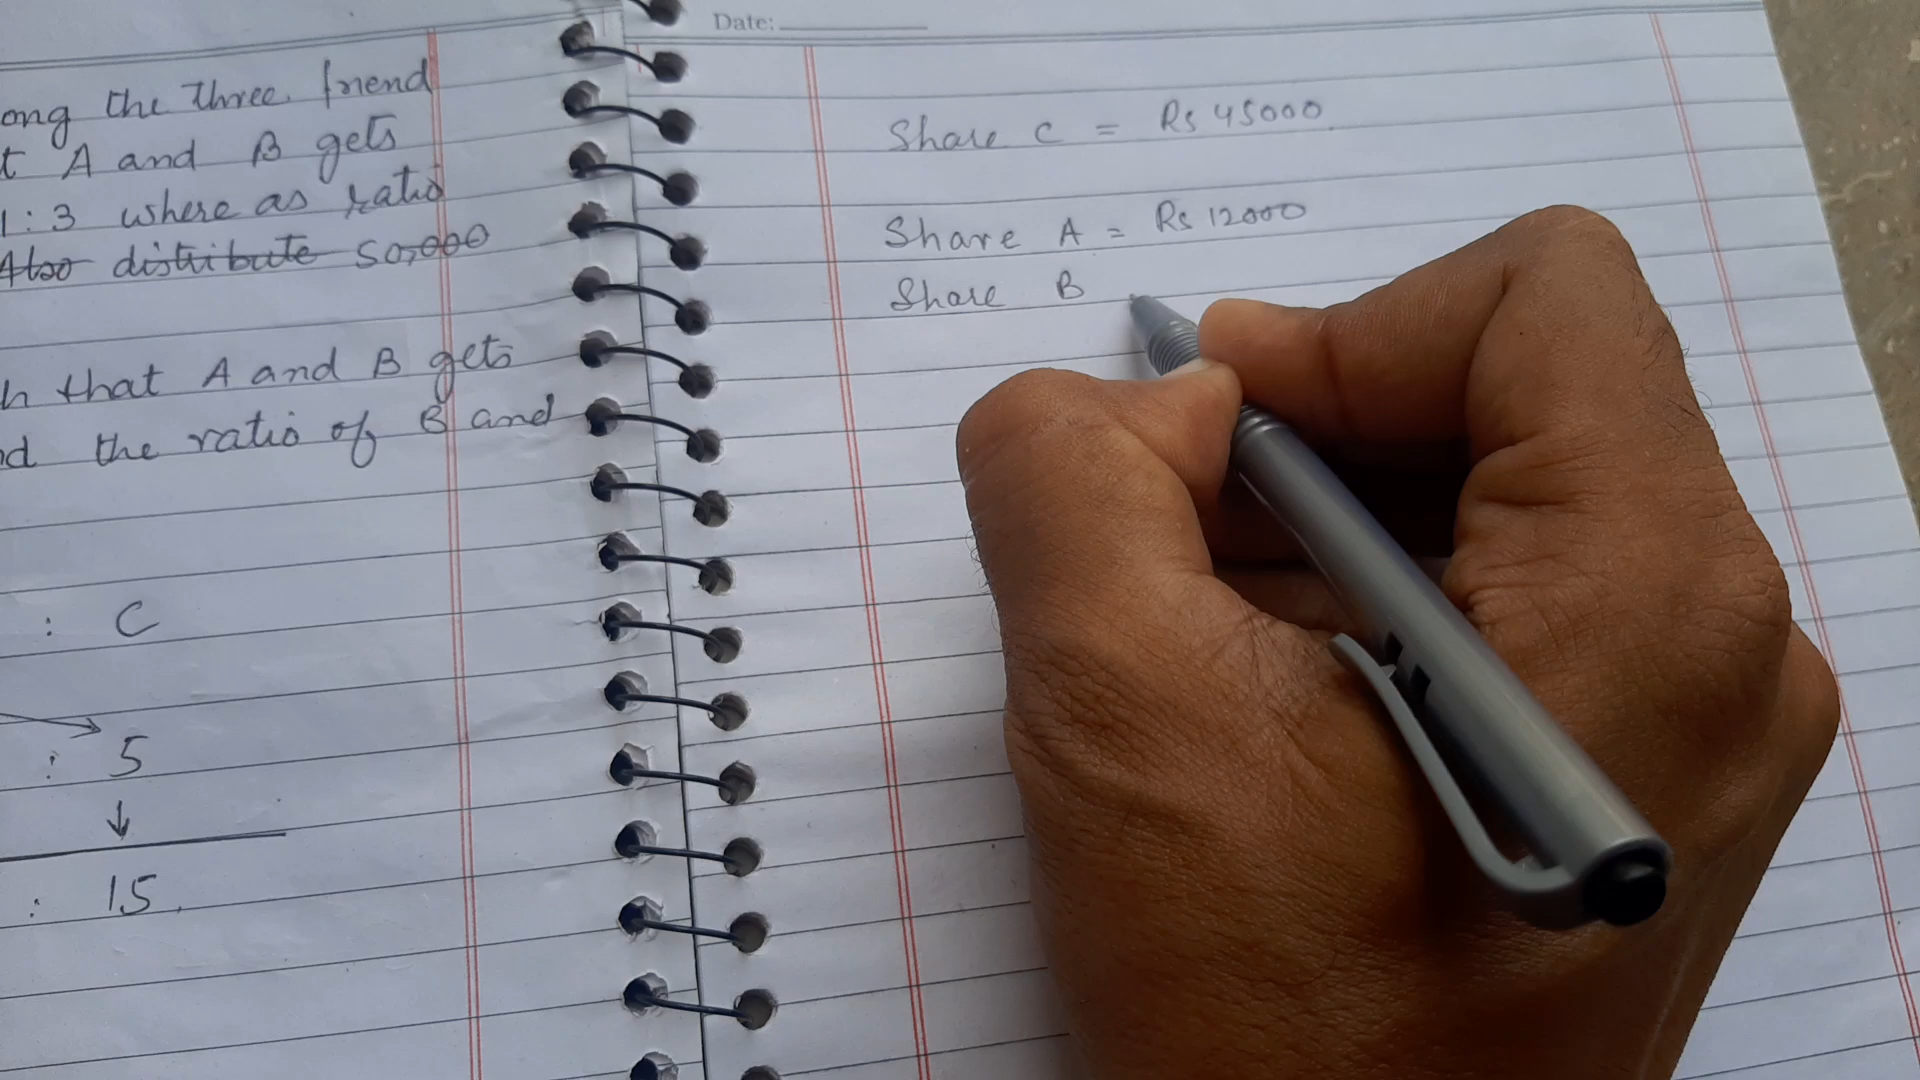 ong the three friend
t A and B gets
1 : 3 where as ratio
Also distribute 50,000
h that A and B gets
nd the ratio of B and
: C
: 5
↓
: 15
Date:
Share C = Rs 45000
Share A = Rs 12000
Share B